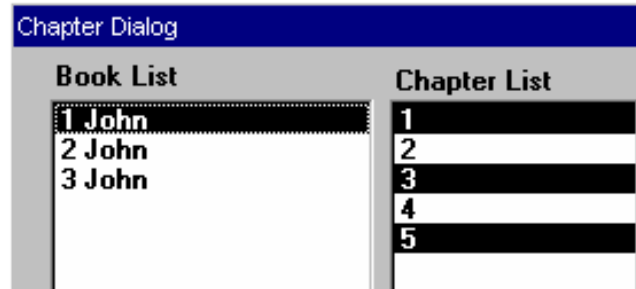 Chapter Dialog
Book List
1 John
2 John
3 John
Chapter List
1
2
3
4
5